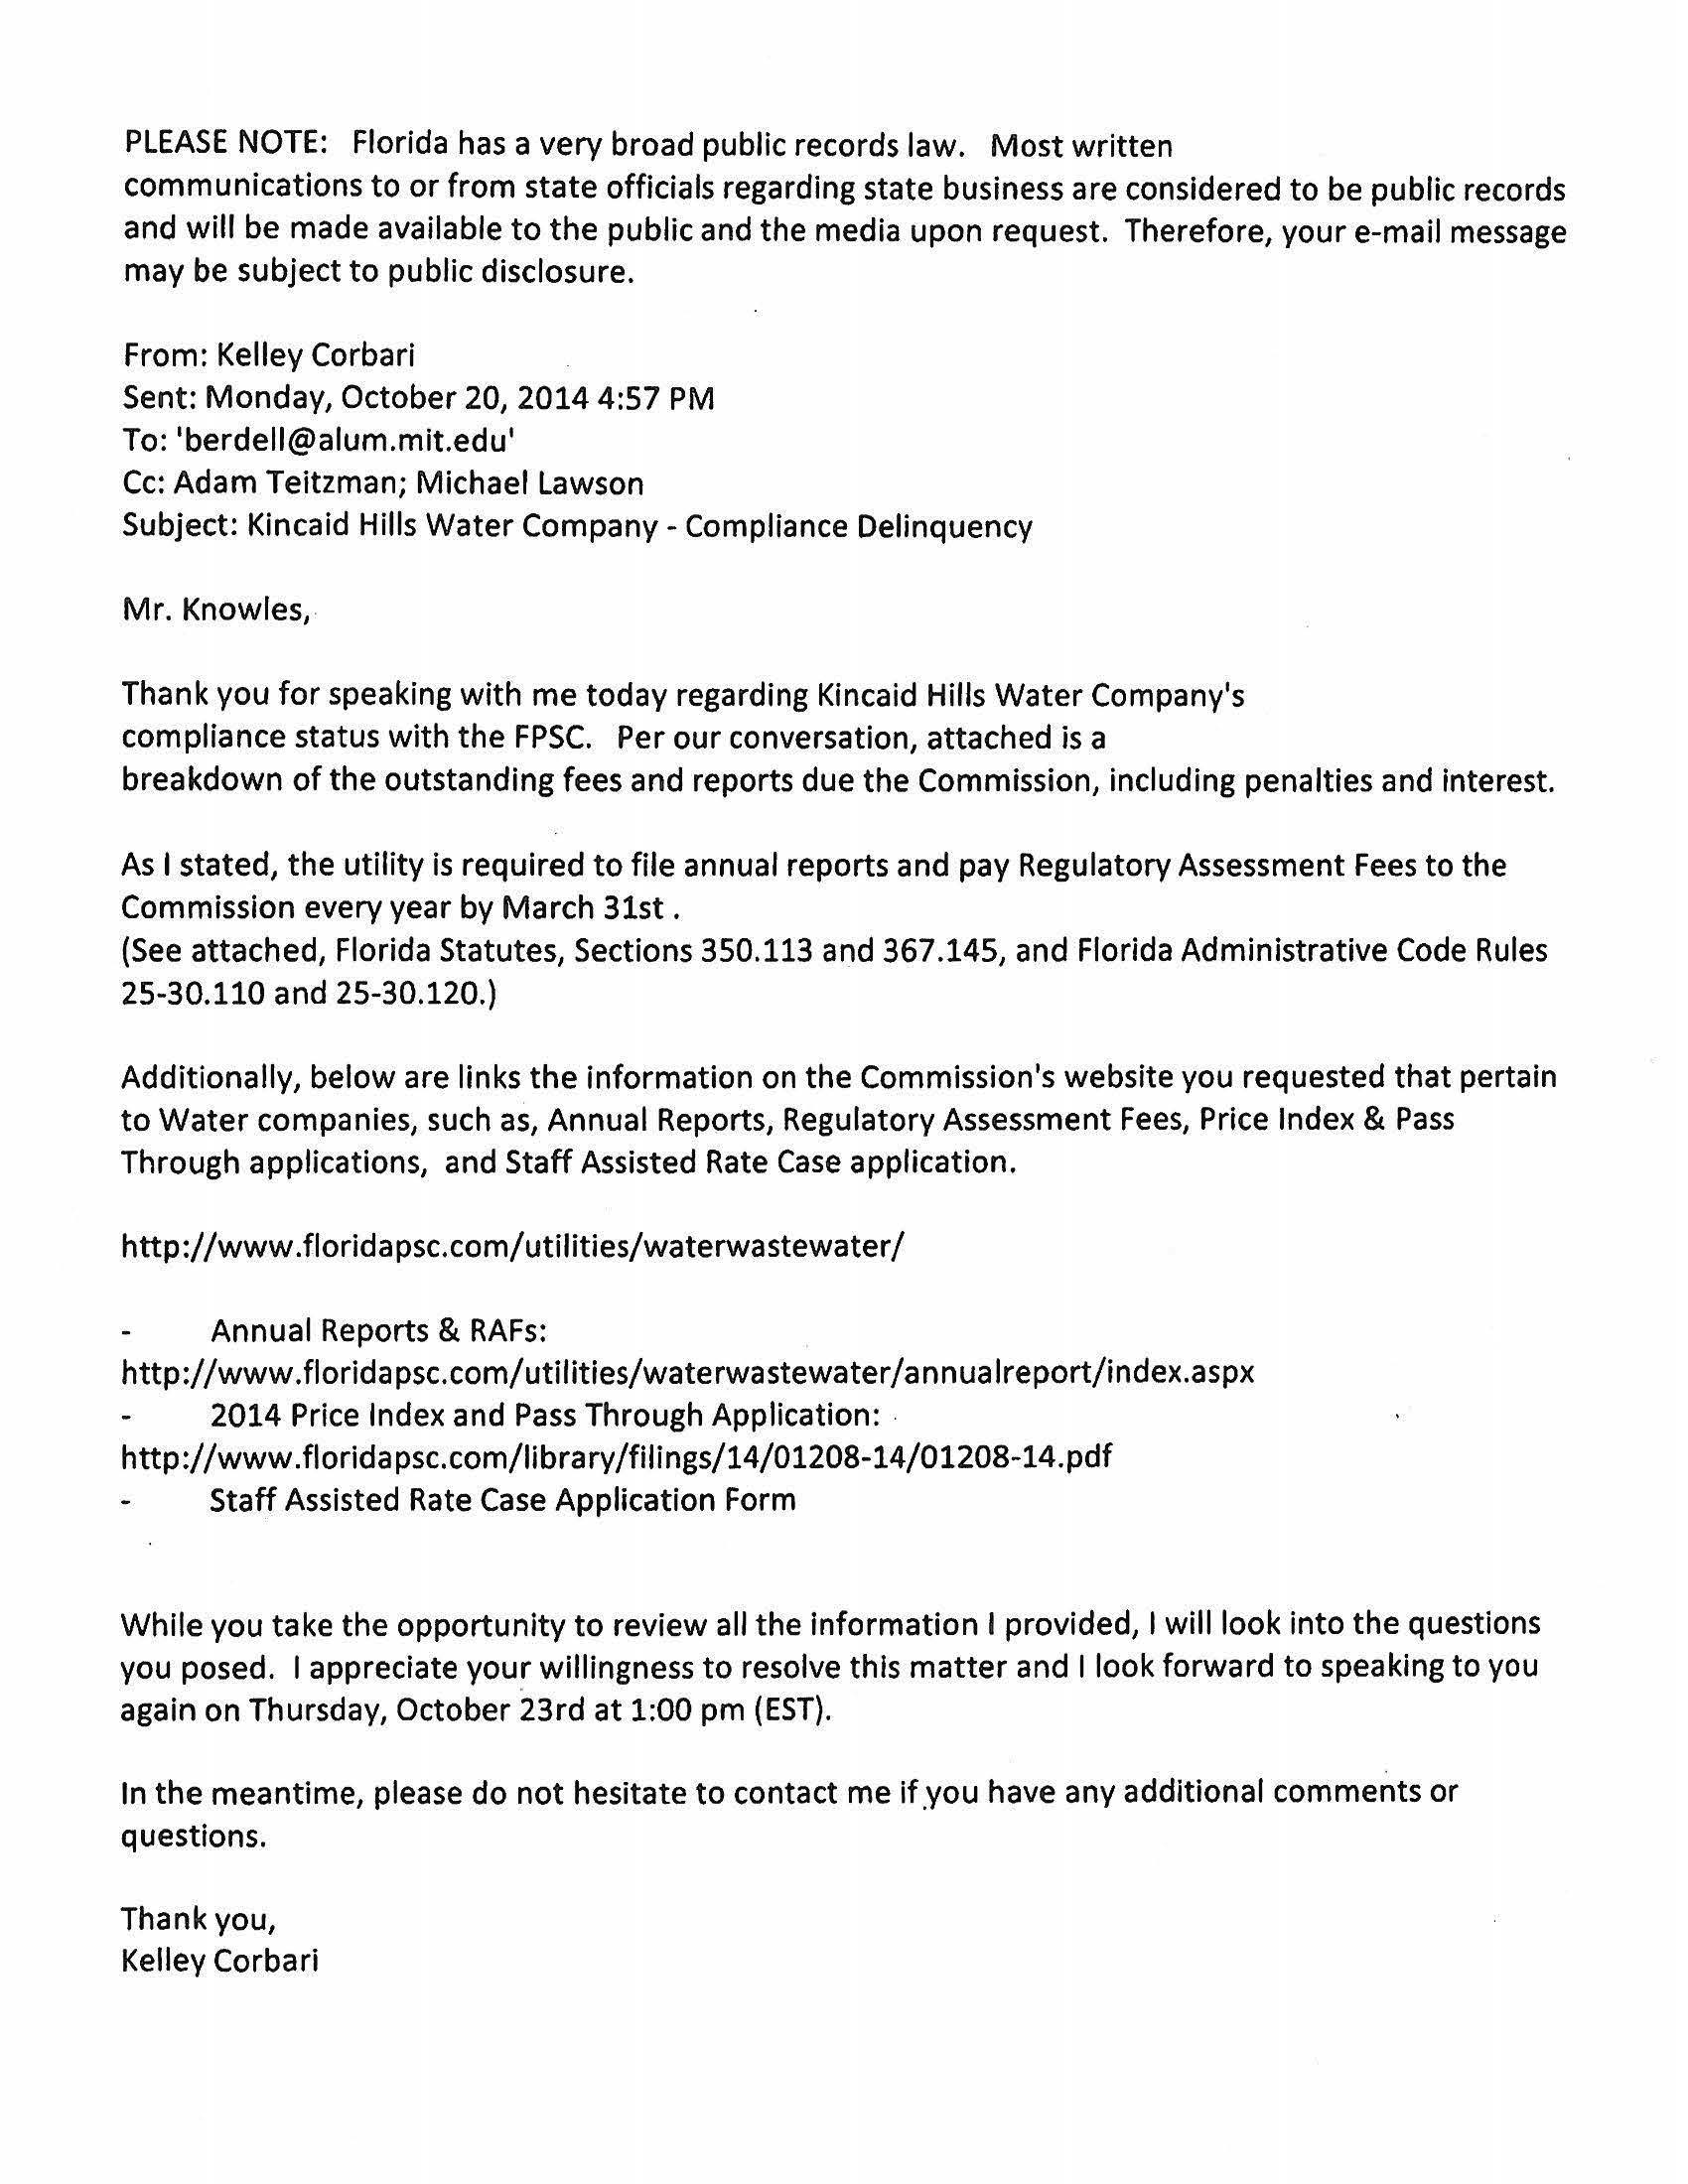 PLEASE NOTE: Florida has a very broad public records law. Most written
communications to or from state officials regarding state business are considered to be public records
and will be made available to the public and the media upon request. Therefore, your e-mail message
may be subject to public disclosure.
From: Kelley Corbari
Sent: Monday, October 20, 2014 4:57 PM
To: 'berdell@alum.mit.edu'
Cc: Adam Teitzman; Michael Lawson
Subject: Kincaid Hills Water Company - Compliance Delinquency
Mr. Knowles,
Thank you for speaking with me today regarding Kincaid Hills Water Company's
compliance status with the FPSC. Per our conversation, attached is a
breakdown of the outstanding fees and reports due the Commission, including penalties and interest.
As I stated, the utility is required to file annual reports and pay Regulatory Assessment Fees to the
Commission every year by March 31st .
(See attached, Florida Statutes, Sections 350.113 and 367.145, and Florida Administrative Code Rules
25-30.110 and 25-30.120.)
Additionally, below are links the information on the Commission's website you requested that pertain
to Water companies, such as, Annual Reports, Regulatory Assessment Fees, Price Index & Pass
Through applications, and Staff Assisted Rate Case application.
http://www.floridapsc.com/utilities/waterwastewater/
- Annual Reports & RAFs:
http://www.floridapsc.com/utilities/waterwastewater/annualreport/index.aspx
- 2014 Price Index and Pass Through Application:
http://www.floridapsc.com/library/filings/14/01208-14/01208-14.pdf
- Staff Assisted Rate Case Application Form
While you take the opportunity to review all the information I provided, I will look into the questions
you posed. I appreciate your willingness to resolve this matter and I look forward to speaking to you
again on Thursday, October 23rd at 1:00 pm (EST).
In the meantime, please do not hesitate to contact me if you have any additional comments or
questions.
Thank you,
Kelley Corbari